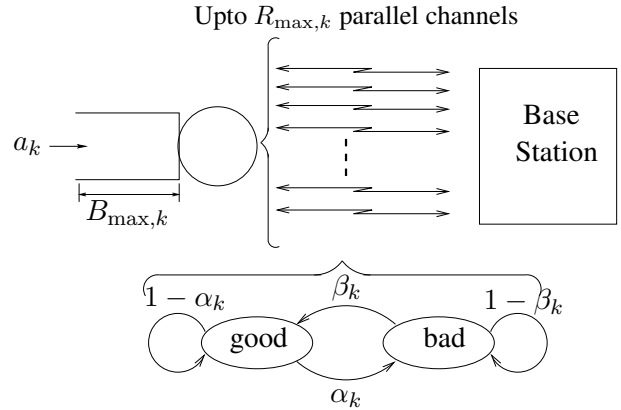 Upto $R_{\max,k}$ parallel channels
$a_k$
$B_{\max,k}$
Base
Station
$1-\alpha_k$
$\beta_k$
$1-\beta_k$
good
bad
$\alpha_k$